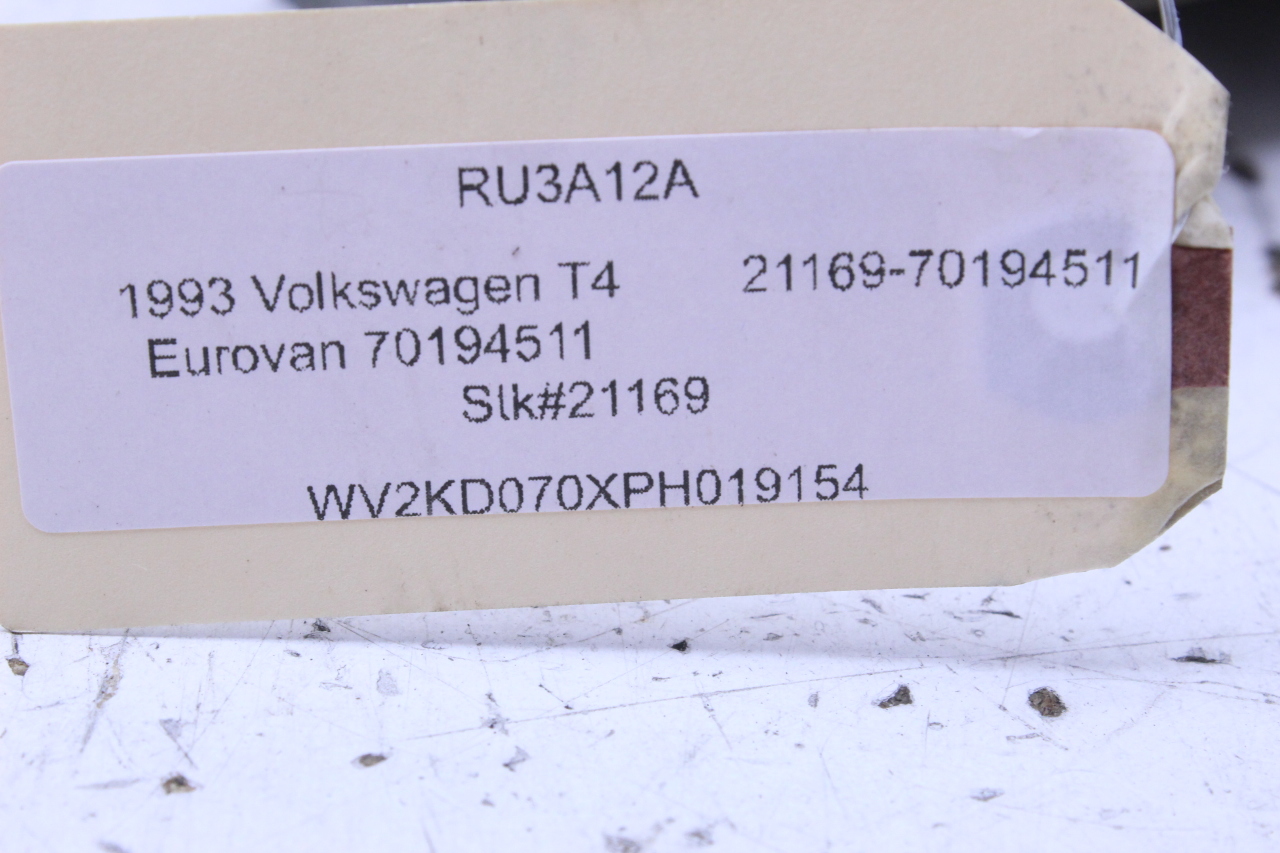 RU3A12A
1993 Volkswagen T4 21169-70194511
Eurovan 70194511
Slk#21169
WV2KD070XPH019154